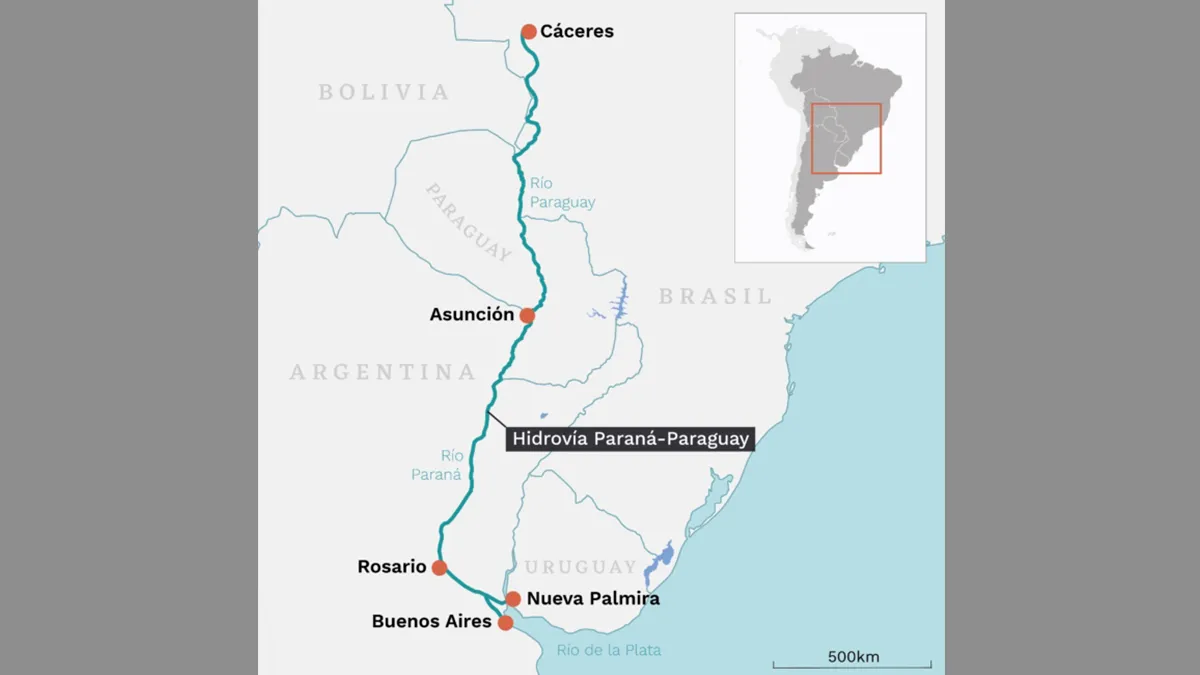 Cáceres
BOLIVIA
Río
Paraguay
PARAGUAY
BRASIL
Asunción
ARGENTINA
Hidrovía Paraná-Paraguay
Río
Paraná
Rosario
URUGUAY
Nueva Palmira
Buenos Aires
Río de la Plata
500km